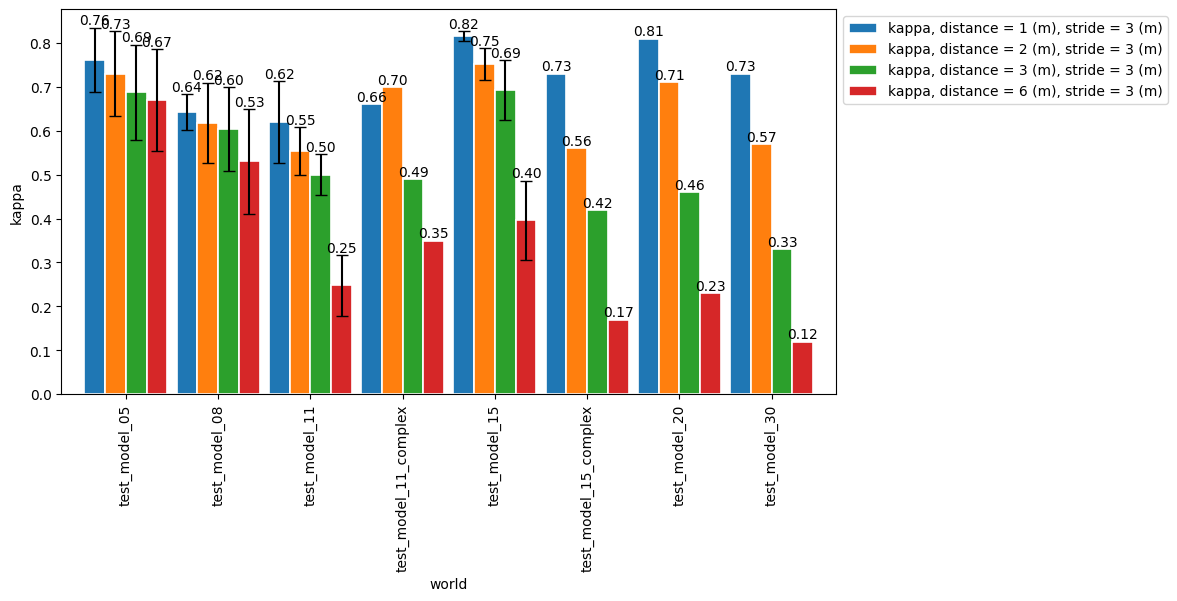 kappa, distance = 1 (m), stride = 3 (m)
kappa, distance = 2 (m), stride = 3 (m)
kappa, distance = 3 (m), stride = 3 (m)
kappa, distance = 6 (m), stride = 3 (m)
kappa
0.8
0.7
0.6
0.5
0.4
0.3
0.2
0.1
0.0
0.76
0.73
0.69
0.67
0.64
0.62
0.60
0.53
0.62
0.55
0.50
0.25
0.66
0.70
0.49
0.35
0.82
0.75
0.69
0.40
0.73
0.56
0.42
0.17
0.81
0.71
0.46
0.23
0.73
0.57
0.33
0.12
test_model_05
test_model_08
test_model_11
test_model_11_complex
test_model_15
test_model_15_complex
test_model_20
test_model_30
world